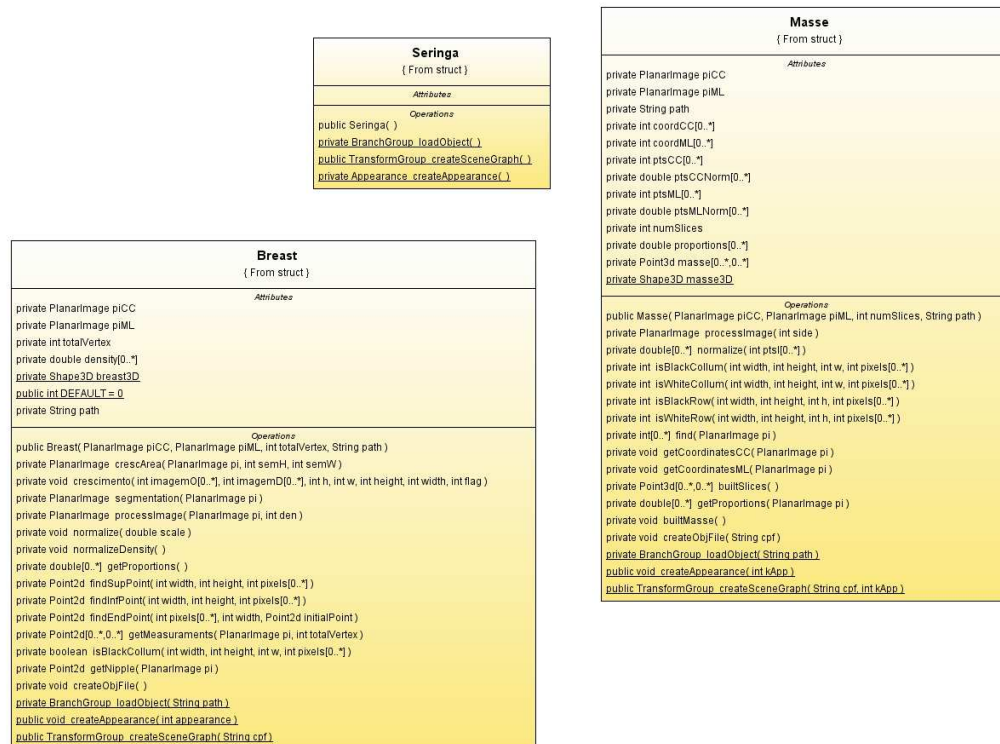 Seringa
{ From struct }
Attributes
Operations
public Seringa( )
private BranchGroup loadObject( )
public TransformGroup createSceneGraph( )
private Appearance createAppearance( )
Masse
{ From struct }
Attributes
private PlanarImage piCC
private PlanarImage piML
private String path
private int coordCC[0..*]
private int coordML[0..*]
private int ptsCC[0..*]
private double ptsCCNorm[0..*]
private int ptsML[0..*]
private double ptsMLNorm[0..*]
private int numSlices
private double proportions[0..*]
private Point3d masse[0..*,0..*]
private Shape3D masse3D
Operations
public Masse( PlanarImage piCC, PlanarImage piML, int numSlices, String path )
private PlanarImage processImage( int side )
private double[0..*] normalize( int ptsI[0..*] )
private int isBlackCollum( int width, int height, int w, int pixels[0..*] )
private int isWhiteCollum( int width, int height, int w, int pixels[0..*] )
private int isBlackRow( int width, int height, int h, int pixels[0..*] )
private int isWhiteRow( int width, int height, int h, int pixels[0..*] )
private int[0..*] find( PlanarImage pi )
private void getCoordinatesCC( PlanarImage pi )
private void getCoordinatesML( PlanarImage pi )
private Point3d[0..*,0..*] builtSlices( )
private double[0..*] getProportions( PlanarImage pi )
private void builtMasse( )
private void createObjFile( String cpf )
private BranchGroup loadObject( String path )
public void createAppearance( int kApp )
public TransformGroup createSceneGraph( String cpf, int kApp )
Breast
{ From struct }
Attributes
private PlanarImage piCC
private PlanarImage piML
private int totalVertex
private double density[0..*]
private Shape3D breast3D
public int DEFAULT = 0
private String path
Operations
public Breast( PlanarImage piCC, PlanarImage piML, int totalVertex, String path )
private PlanarImage crescArea( PlanarImage pi, int semH, int semW )
private void crescimento( int imagemO[0..*], int imagemD[0..*], int h, int w, int height, int width, int flag )
private PlanarImage segmentation( PlanarImage pi )
private PlanarImage processImage( PlanarImage pi, int den )
private void normalize( double scale )
private void normalizeDensity( )
private double[0..*] getProportions( )
private Point2d findSupPoint( int width, int height, int pixels[0..*] )
private Point2d findInfPoint( int width, int height, int pixels[0..*] )
private Point2d findEndPoint( int pixels[0..*], int width, Point2d initialPoint )
private Point2d[0..*,0..*] getMeasuraments( PlanarImage pi, int totalVertex )
private boolean isBlackCollum( int width, int height, int w, int pixels[0..*] )
private Point2d getNipple( PlanarImage pi )
private void createObjFile( )
private BranchGroup loadObject( String path )
public void createAppearance( int appearance )
public TransformGroup createSceneGraph( String cpf )